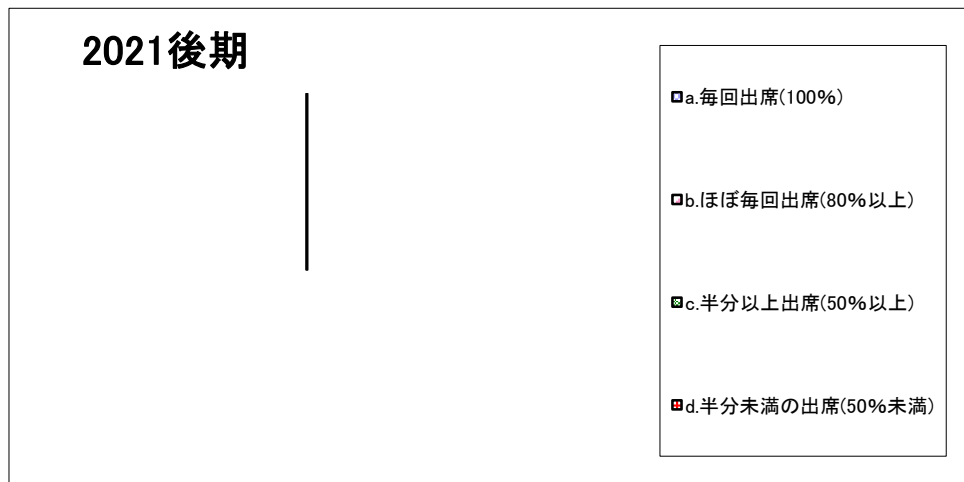 2021後期
a.毎回出席(100%)
b.ほぼ毎回出席(80%以上)
c.半分以上出席(50%以上)
d.半分未満の出席(50%未満)